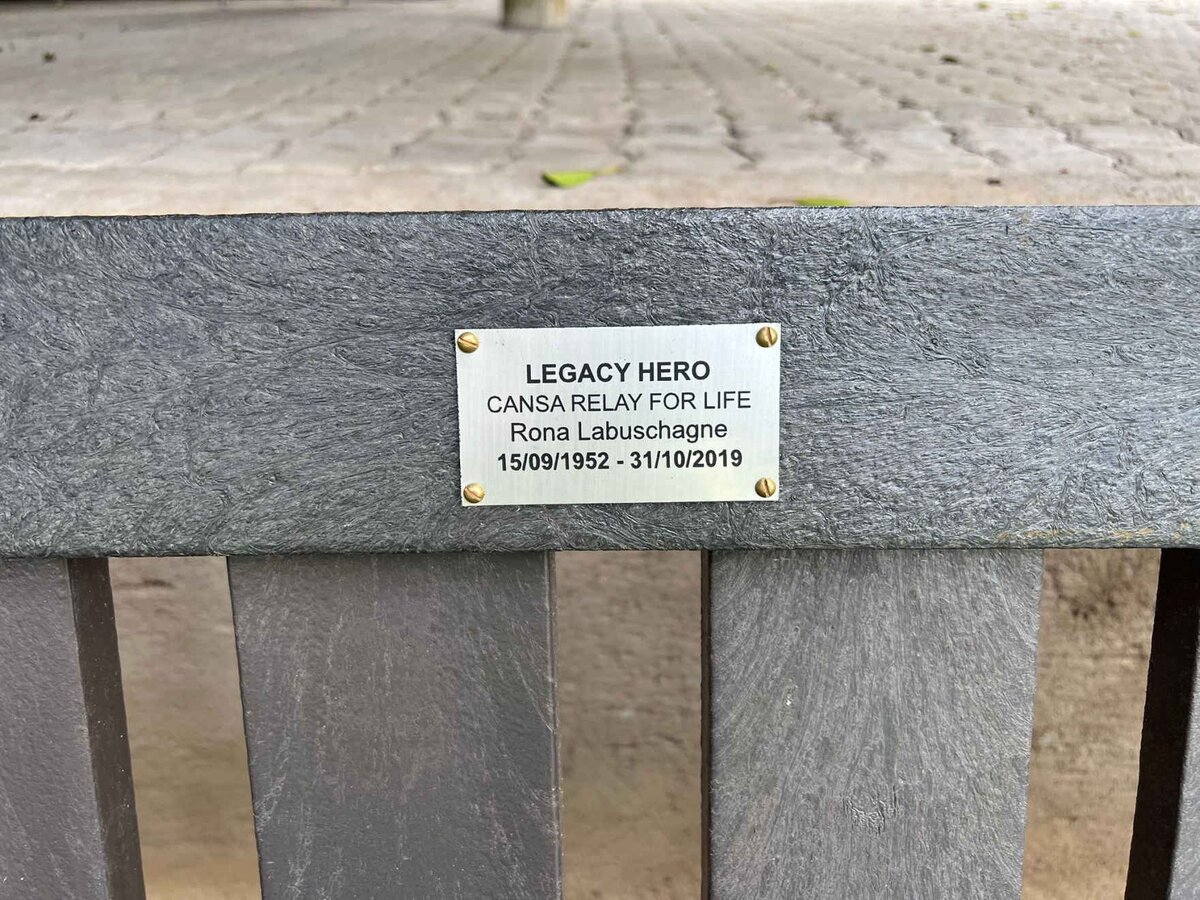 LEGACY HERO
CANSA RELAY FOR LIFE
Rona Labuschagne
15/09/1952 - 31/10/2019